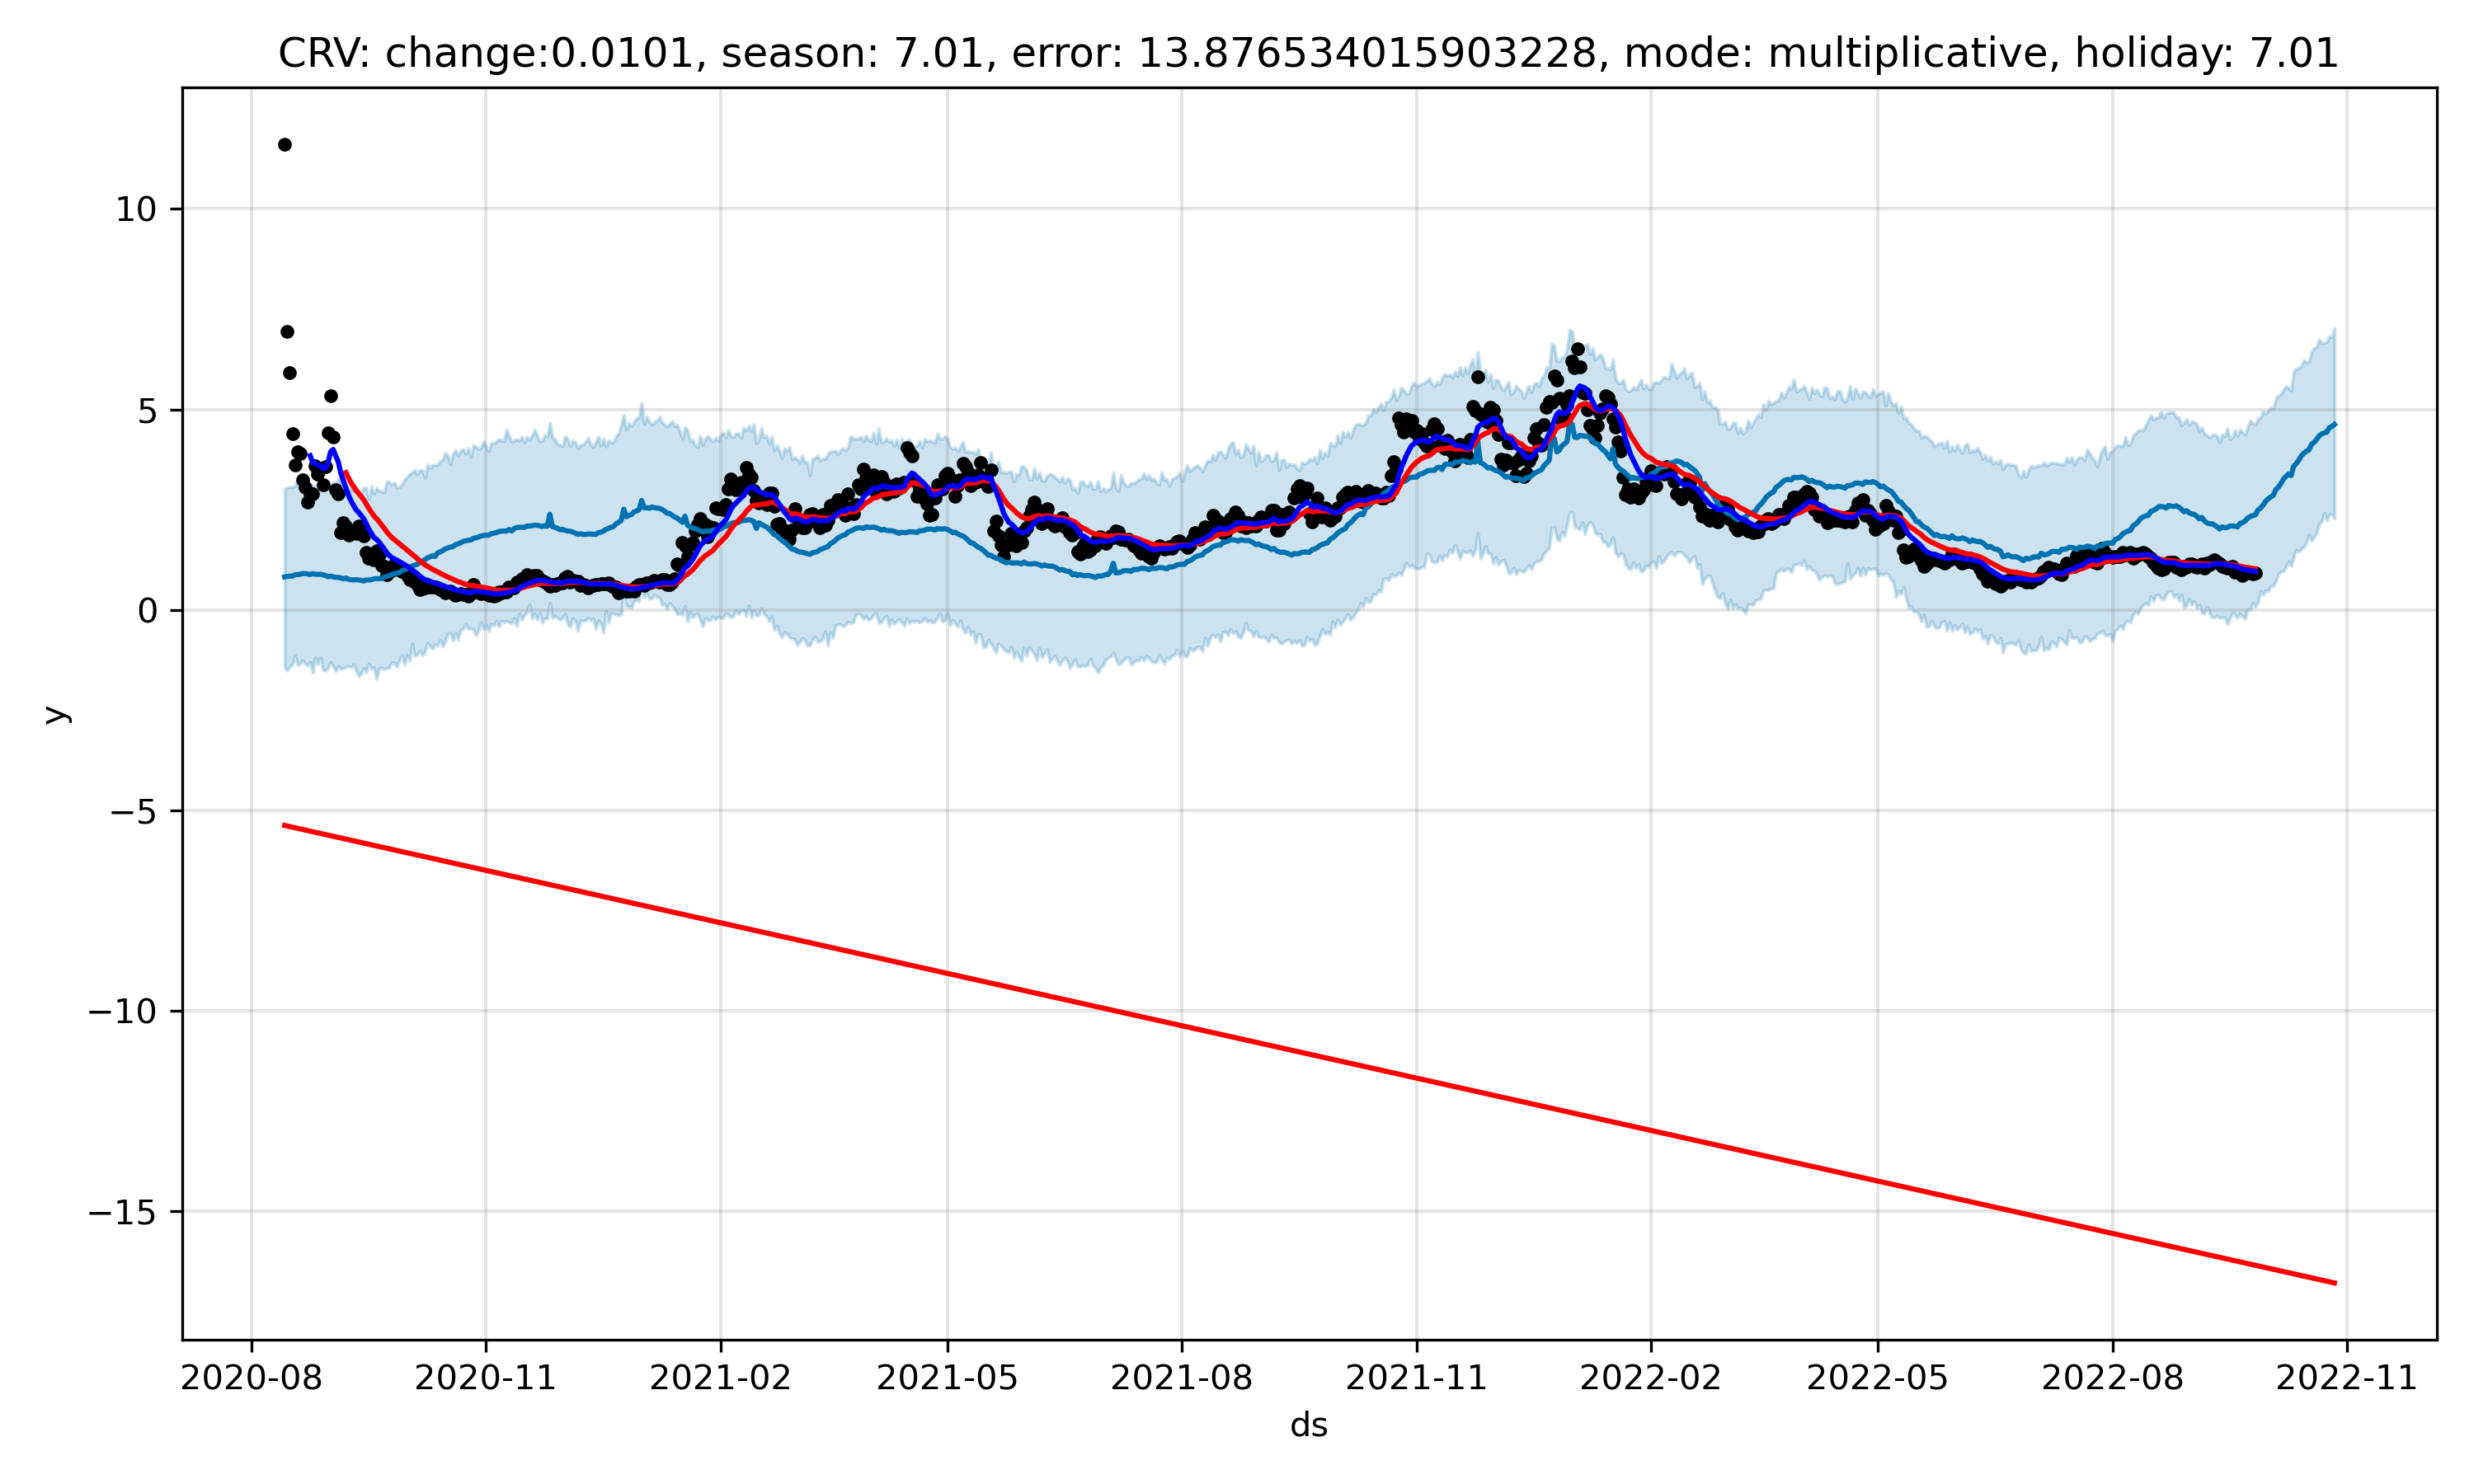 CRV: change:0.0101, season: 7.01, error: 13.876534015903228, mode: multiplicative, holiday: 7.01
10
5
0
−5
−10
−15
y
2020-08 2020-11 2021-02 2021-05 2021-08 2021-11 2022-02 2022-05 2022-08 2022-11
ds